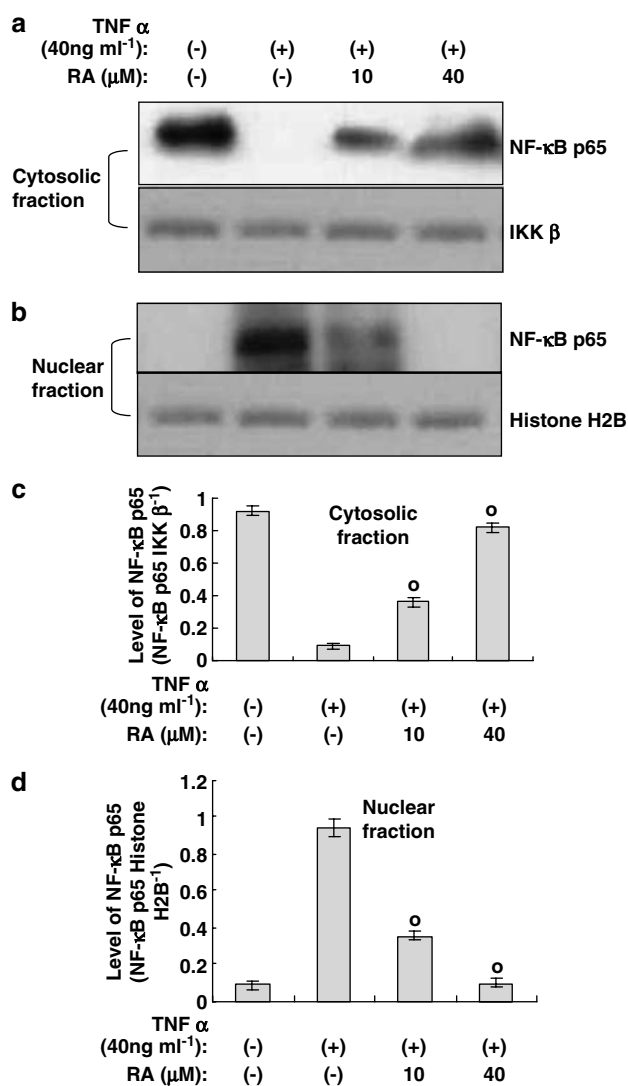 a
TNF α
(40ng ml⁻¹): (-) (+) (+) (+)
RA (μM): (-) (-) 10 40
NF-κB p65
Cytosolic
fraction
IKK β
b
NF-κB p65
Nuclear
fraction
Histone H2B
c
Level of NF-κB p65
(NF-κB p65 IKK β⁻¹)
1
0.8
0.6
0.4
0.2
0
Cytosolic
fraction
o
o
TNF α
(40ng ml⁻¹): (-) (+) (+) (+)
RA (μM): (-) (-) 10 40
d
Level of NF-κB p65
(NF-κB p65 Histone
H2B⁻¹)
1.2
1
0.8
0.6
0.4
0.2
0
Nuclear
fraction
o
o
TNF α
(40ng ml⁻¹): (-) (+) (+) (+)
RA (μM): (-) (-) 10 40